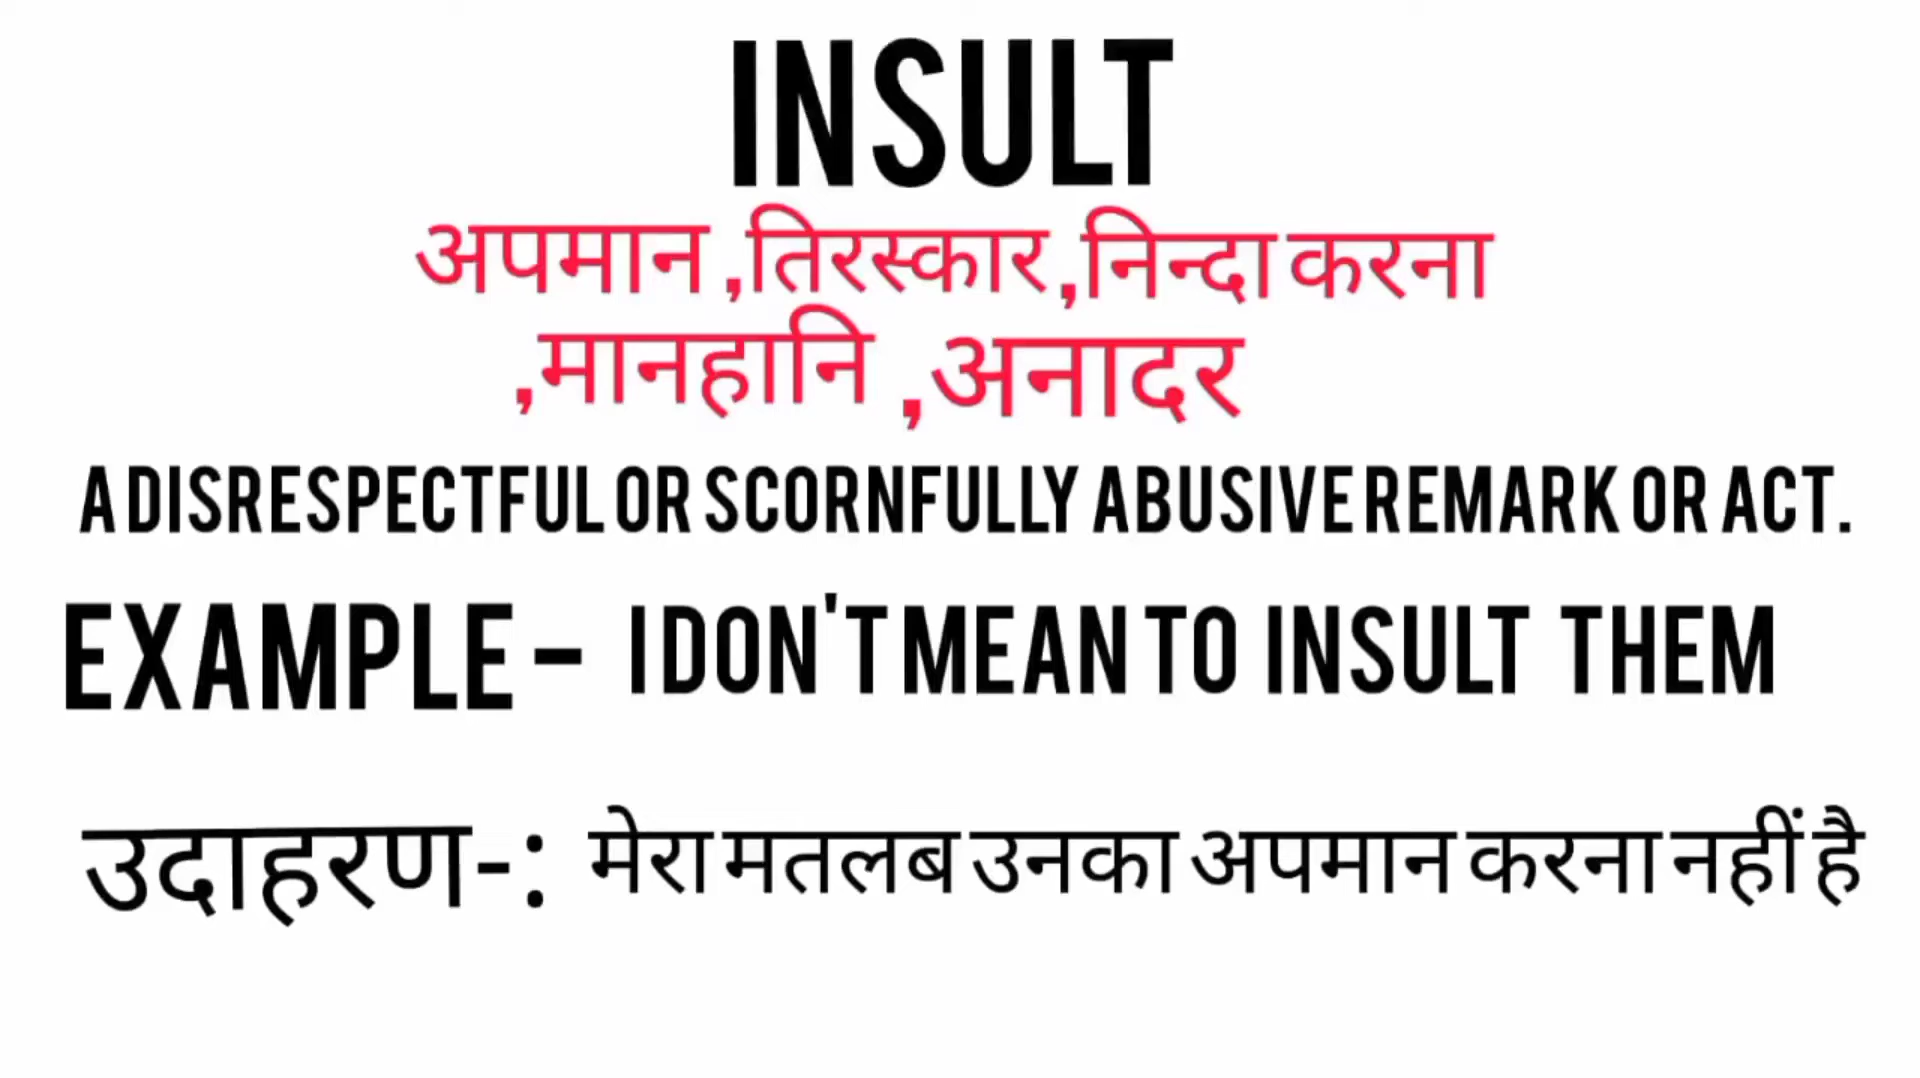 INSULT
अपमान ,तिरस्कार ,निन्दा करना
,मानहानि ,अनादर
A DISRESPECTFUL OR SCORNFULLY ABUSIVE REMARK OR ACT.
EXAMPLE - I DON'T MEAN TO INSULT THEM
उदाहरण-: मेरा मतलब उनका अपमान करना नहीं है